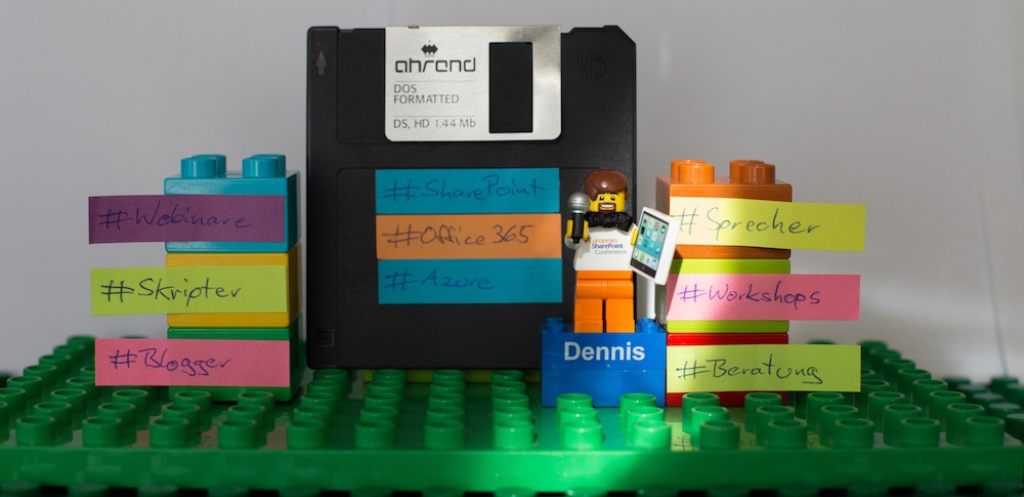 ahrend
DOS
FORMATTED
DS, HD 1.44 Mb
#Webinare
#Skripter
#Blogger
#SharePoint
#Office 365
#Azure
european
SharePoint
Conference
Dennis
#Sprecher
#Workshops
#Beratung